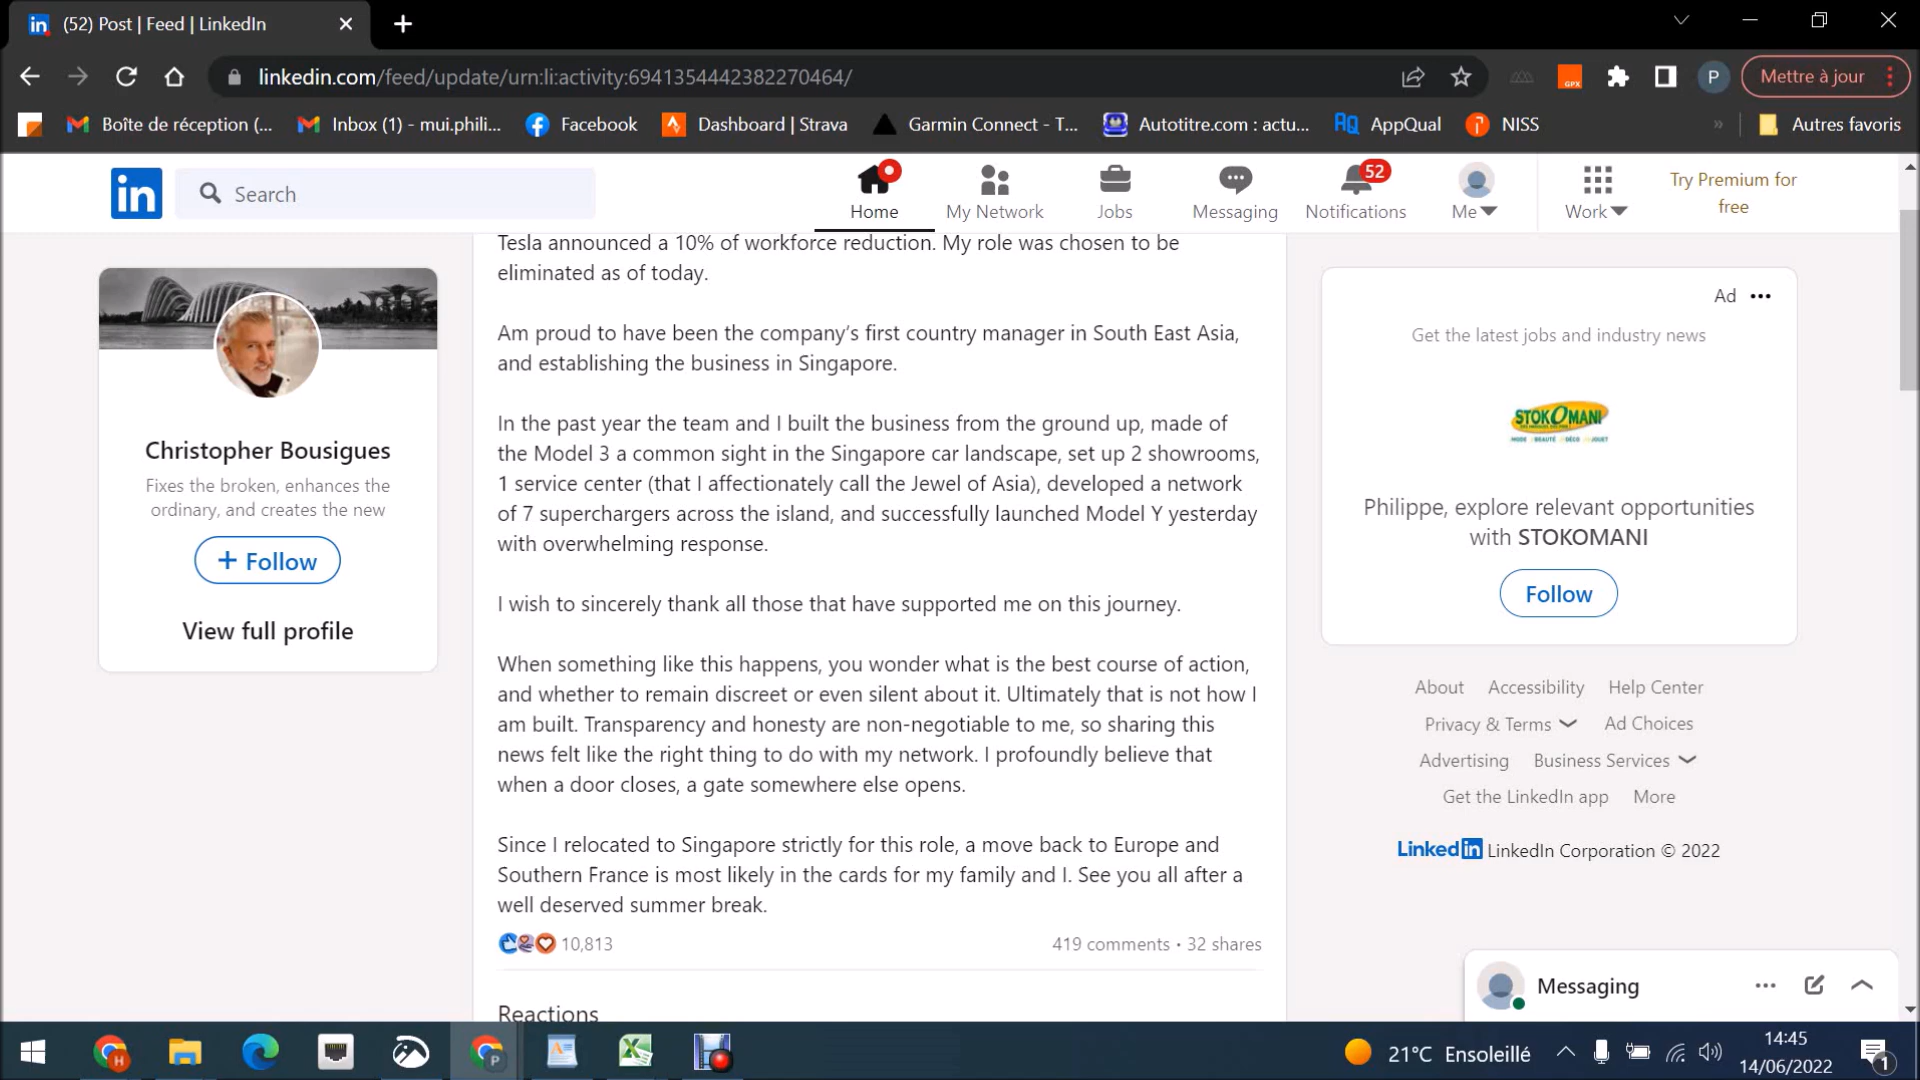 (52) Post | Feed | LinkedIn
linkedin.com/feed/update/urn:li:activity:6941354442382270464/
GPX
P
Mettre à jour
Boîte de réception (...
Inbox (1) - mui.phili...
Facebook
Dashboard | Strava
Garmin Connect - T...
Autotitre.com : actu...
AppQual
NISS
»
Autres favoris
in
Search
Home
My Network
Jobs
Messaging
52
Notifications
Me
Work
Try Premium for
free
Christopher Bousigues
Fixes the broken, enhances the
ordinary, and creates the new
+ Follow
View full profile
Tesla announced a 10% of workforce reduction. My role was chosen to be
eliminated as of today.
Am proud to have been the company’s first country manager in South East Asia,
and establishing the business in Singapore.
In the past year the team and I built the business from the ground up, made of
the Model 3 a common sight in the Singapore car landscape, set up 2 showrooms,
1 service center (that I affectionately call the Jewel of Asia), developed a network
of 7 superchargers across the island, and successfully launched Model Y yesterday
with overwhelming response.
I wish to sincerely thank all those that have supported me on this journey.
When something like this happens, you wonder what is the best course of action,
and whether to remain discreet or even silent about it. Ultimately that is not how I
am built. Transparency and honesty are non-negotiable to me, so sharing this
news felt like the right thing to do with my network. I profoundly believe that
when a door closes, a gate somewhere else opens.
Since I relocated to Singapore strictly for this role, a move back to Europe and
Southern France is most likely in the cards for my family and I. See you all after a
well deserved summer break.
10,813
419 comments • 32 shares
Reactions
Ad •••
Get the latest jobs and industry news
STOKOMANI
Philippe, explore relevant opportunities
with STOKOMANI
Follow
About Accessibility Help Center
Privacy & Terms Ad Choices
Advertising Business Services
Get the LinkedIn app More
LinkedIn LinkedIn Corporation © 2022
Messaging
21°C Ensoleillé
14:45
14/06/2022
1